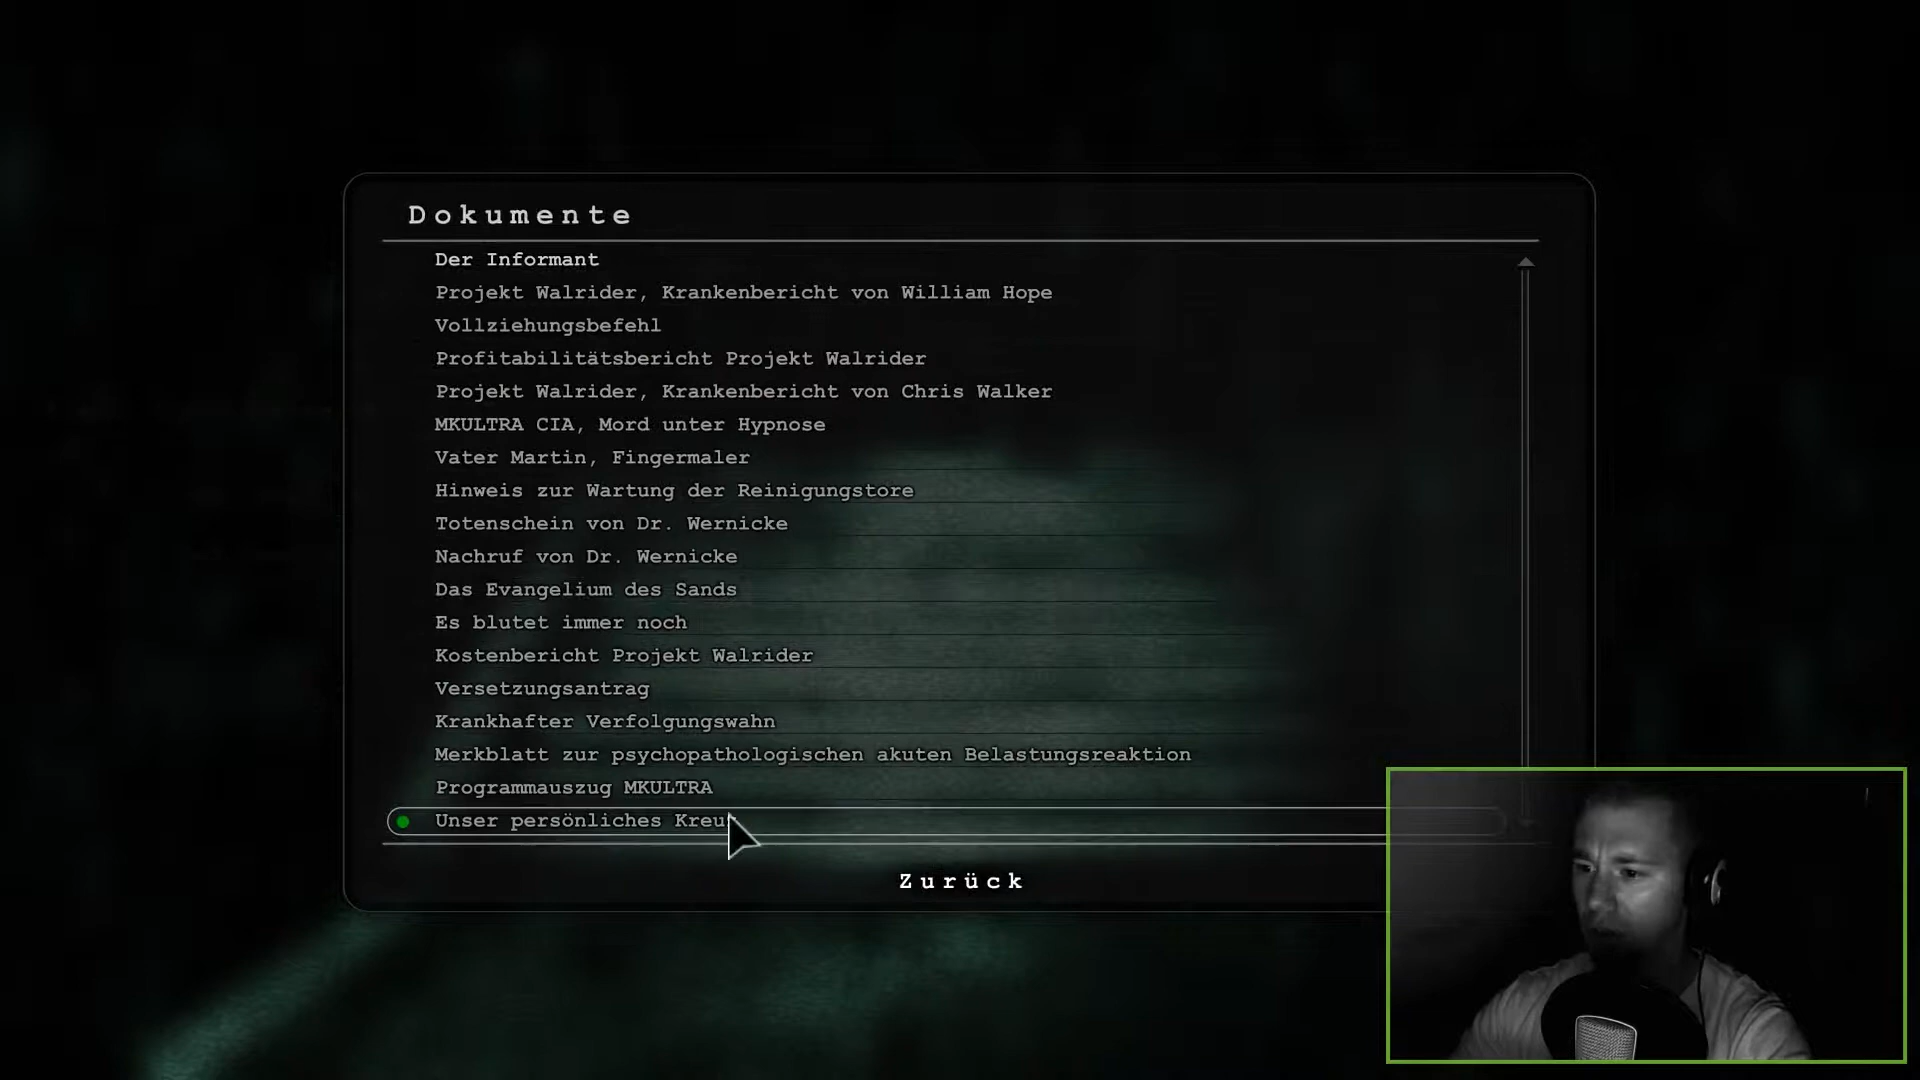 Dokumente
Der Informant
Projekt Walrider, Krankenbericht von William Hope
Vollziehungsbefehl
Profitabilitätsbericht Projekt Walrider
Projekt Walrider, Krankenbericht von Chris Walker
MKULTRA CIA, Mord unter Hypnose
Vater Martin, Fingermaler
Hinweis zur Wartung der Reinigungstore
Totenschein von Dr. Wernicke
Nachruf von Dr. Wernicke
Das Evangelium des Sands
Es blutet immer noch
Kostenbericht Projekt Walrider
Versetzungsantrag
Krankhafter Verfolgungswahn
Merkblatt zur psychopathologischen akuten Belastungsreaktion
Programmauszug MKULTRA
Unser persönliches Kreuz
Zurück